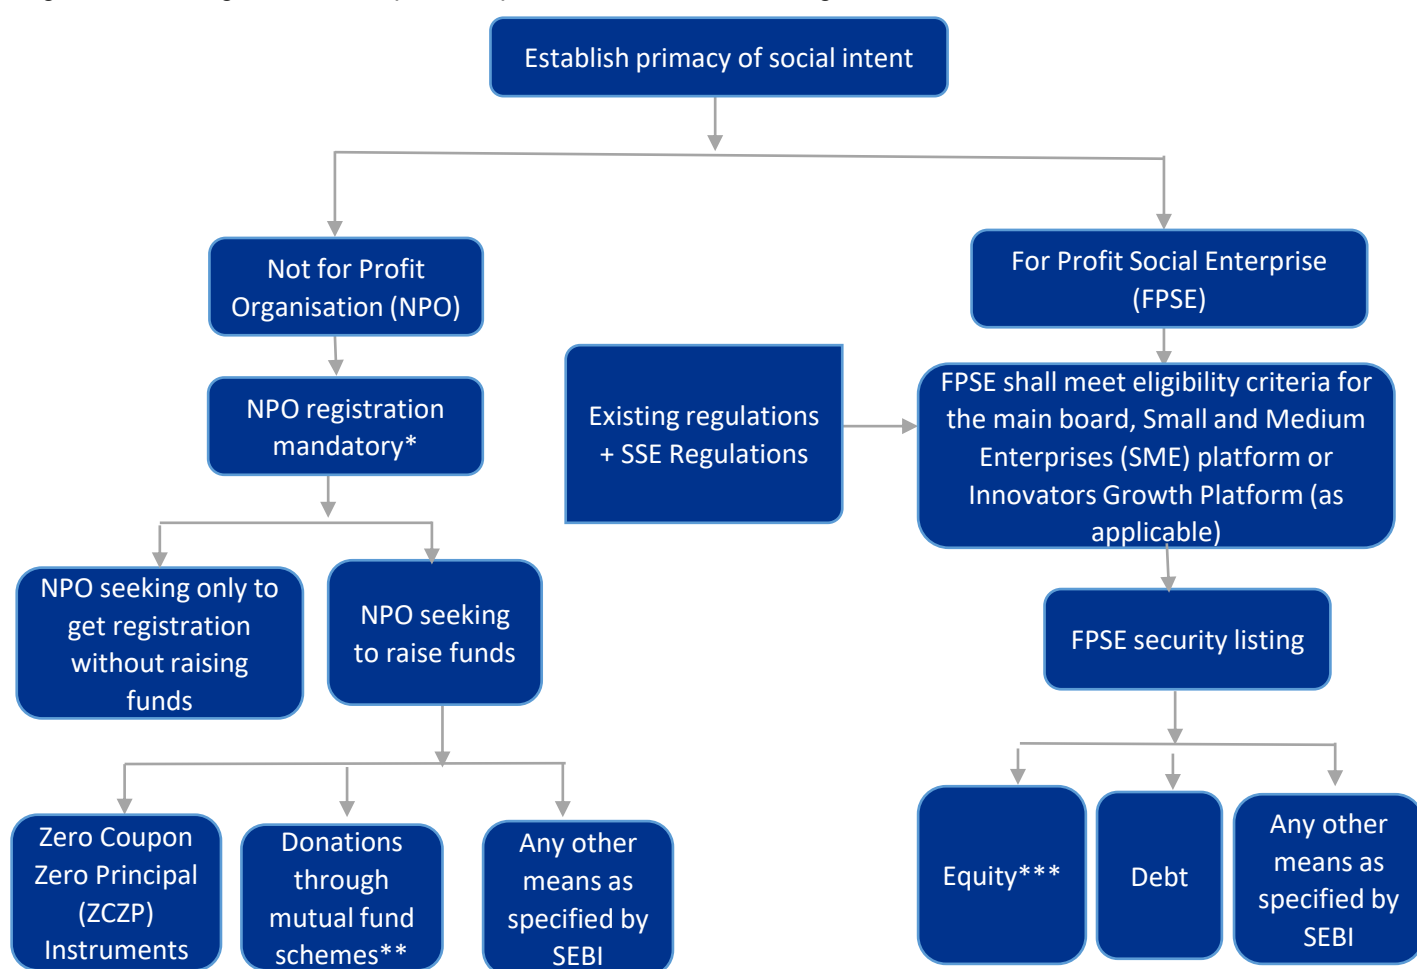 Establish primacy of social intent
Not for Profit
Organisation (NPO)
For Profit Social Enterprise
(FPSE)
NPO registration
mandatory*
Existing regulations
+ SSE Regulations
FPSE shall meet eligibility criteria for
the main board, Small and Medium
Enterprises (SME) platform or
Innovators Growth Platform (as
applicable)
NPO seeking only to
get registration
without raising
funds
NPO seeking
to raise funds
FPSE security listing
Zero Coupon
Zero Principal
(ZCZP)
Instruments
Donations
through
mutual fund
schemes**
Any other
means as
specified by
SEBI
Equity***
Debt
Any other
means as
specified by
SEBI